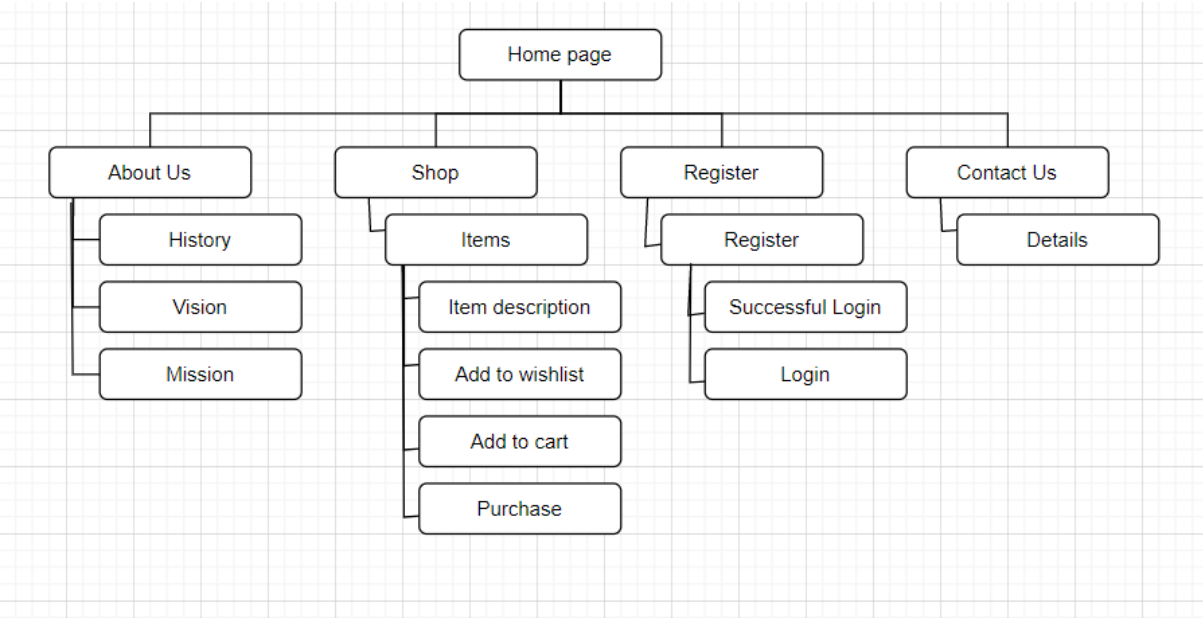 Home page
About Us
Shop
Register
Contact Us
History
Items
Register
Details
Vision
Item description
Successful Login
Mission
Add to wishlist
Login
Add to cart
Purchase